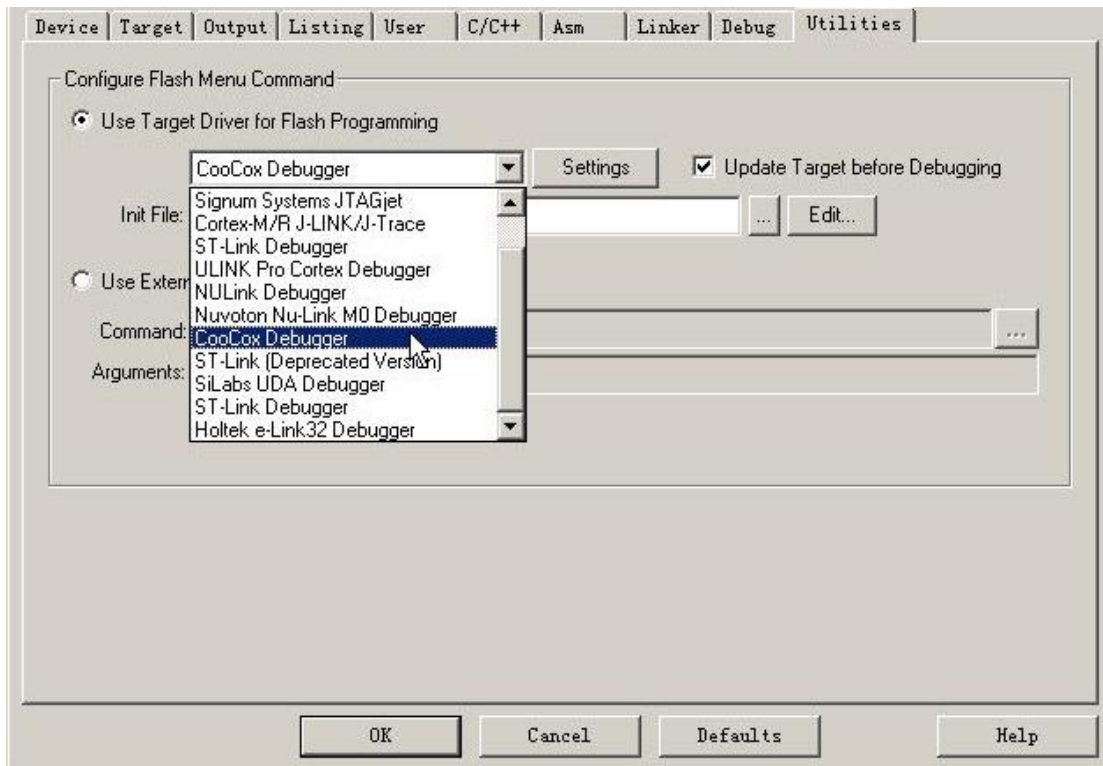 Device Target Output Listing User C/C++ Asm Linker Debug Utilities
Configure Flash Menu Command
Use Target Driver for Flash Programming
CooCox Debugger Settings Update Target before Debugging
Init File: ... Edit...
Signum Systems JTAGjet
Cortex-M/R J-LINK/J-Trace
ST-Link Debugger
ULINK Pro Cortex Debugger
NULink Debugger
Nuvoton Nu-Link M0 Debugger
CooCox Debugger
ST-Link (Deprecated Version)
SiLabs UDA Debugger
ST-Link Debugger
Holtek e-Link32 Debugger
Use Extern
Command: ...
Arguments:
OK Cancel Defaults Help